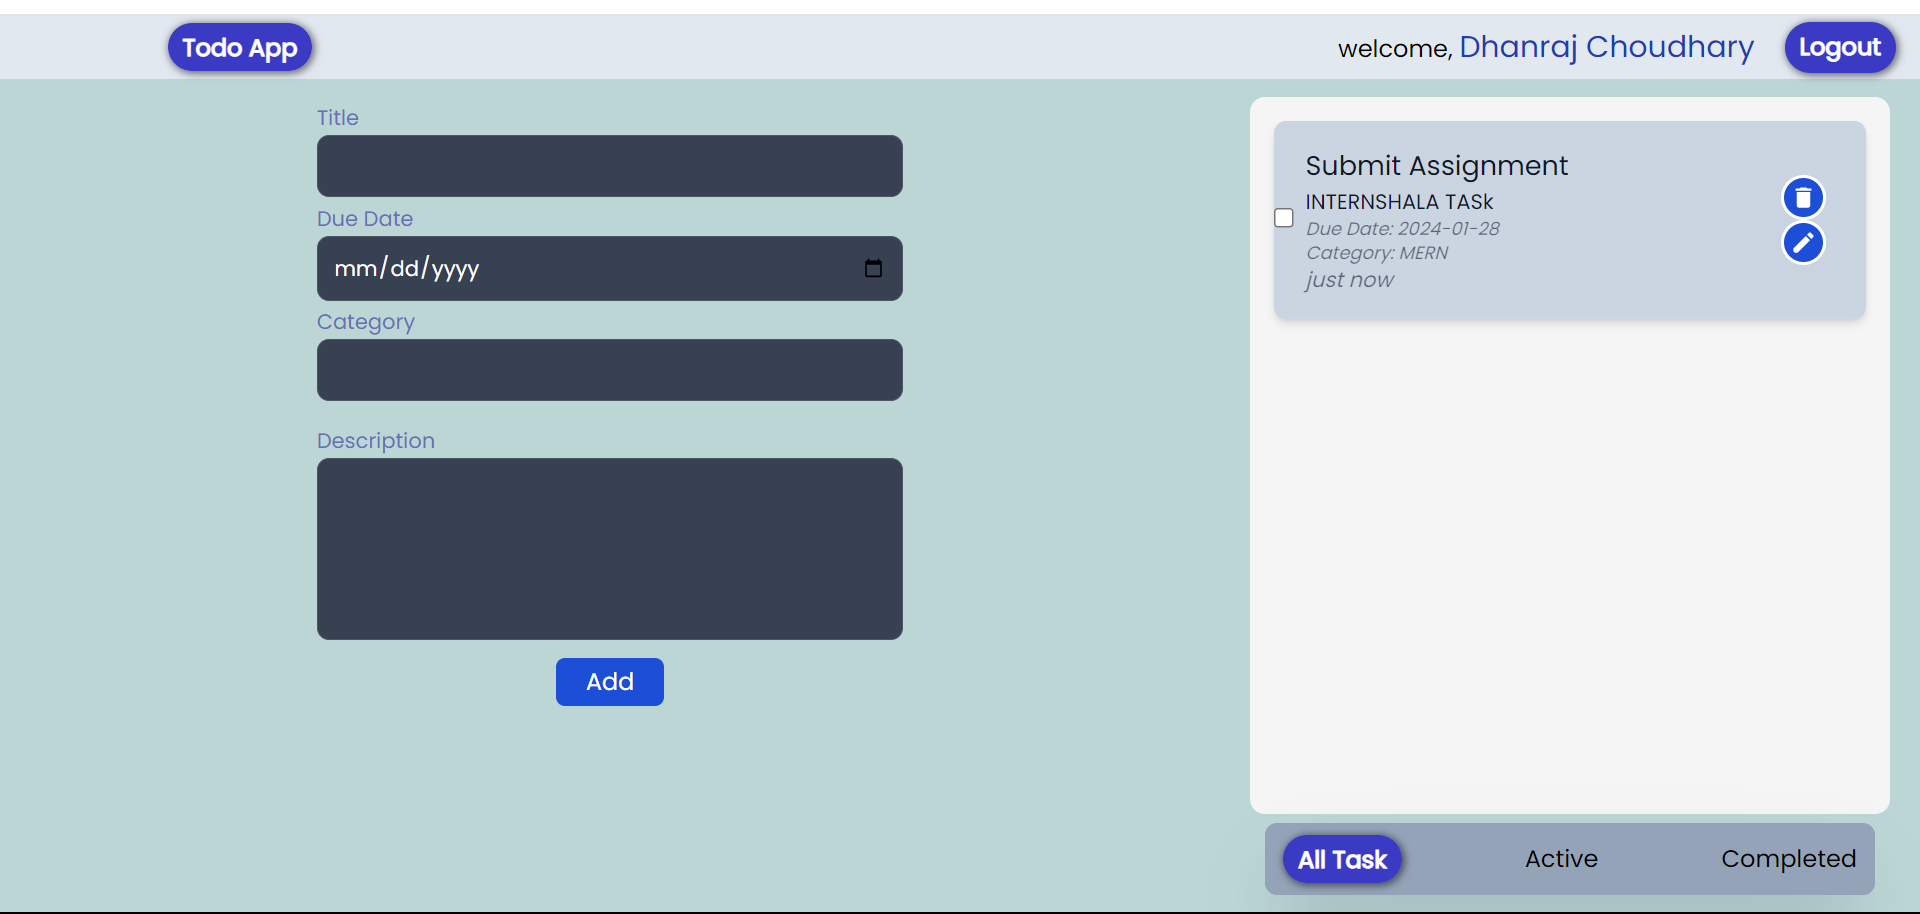 Todo App
welcome, Dhanraj Choudhary
Logout
Title
Due Date
mm/dd/yyyy
Category
Description
Add
Submit Assignment
INTERNSHALA TASk
Due Date: 2024-01-28
Category: MERN
just now
All Task
Active
Completed